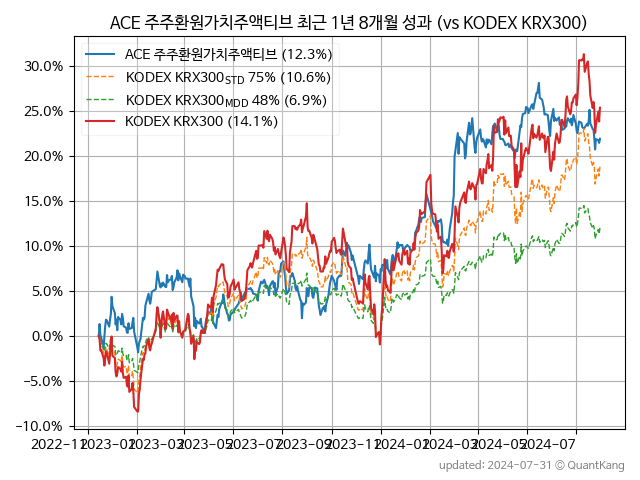 ACE 주주환원가치주액티브 최근 1년 8개월 성과 (vs KODEX KRX300)
ACE 주주환원가치주액티브 (12.3%)
KODEX KRX300STD 75% (10.6%)
KODEX KRX300MDD 48% (6.9%)
KODEX KRX300 (14.1%)
30.0%
25.0%
20.0%
15.0%
10.0%
5.0%
0.0%
−5.0%
−10.0%
2022-11 2023-01 2023-03 2023-05 2023-07 2023-09 2023-11 2024-01 2024-03 2024-05 2024-07
updated: 2024-07-31 © QuantKang